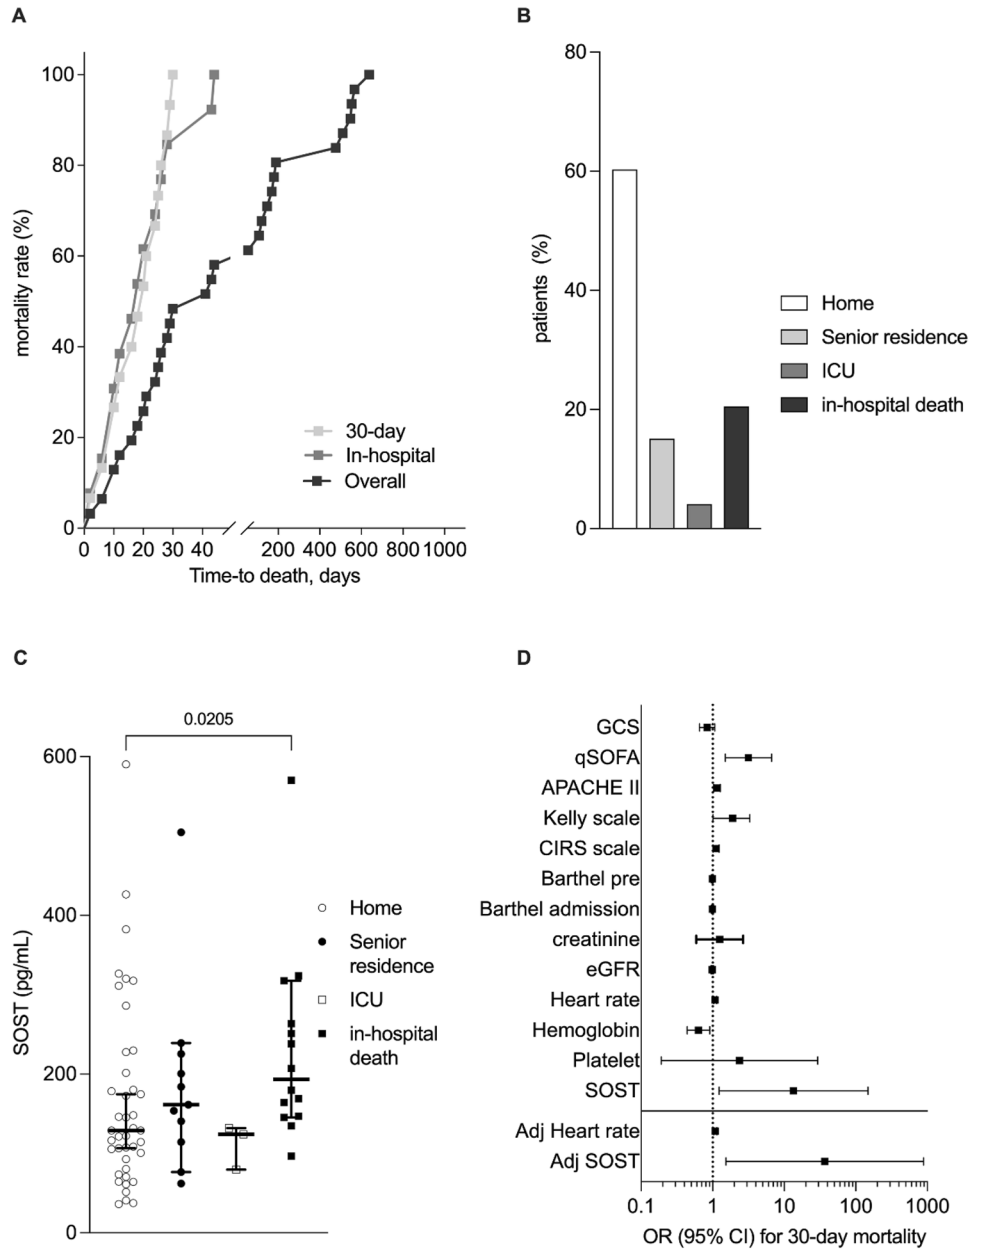 A
100
80
60
40
20
0
mortality rate (%)
30-day
In-hospital
Overall
0 10 20 30 40 200 400 600 800 1000
Time-to death, days
B
80
60
40
20
0
patients (%)
Home
Senior residence
ICU
in-hospital death
C
0.0205
600
400
200
0
SOST (pg/mL)
Home
Senior
residence
ICU
in-hospital
death
D
GCS
qSOFA
APACHE II
Kelly scale
CIRS scale
Barthel pre
Barthel admission
creatinine
eGFR
Heart rate
Hemoglobin
Platelet
SOST
Adj Heart rate
Adj SOST
0.1 1 10 100 1000
OR (95% CI) for 30-day mortality